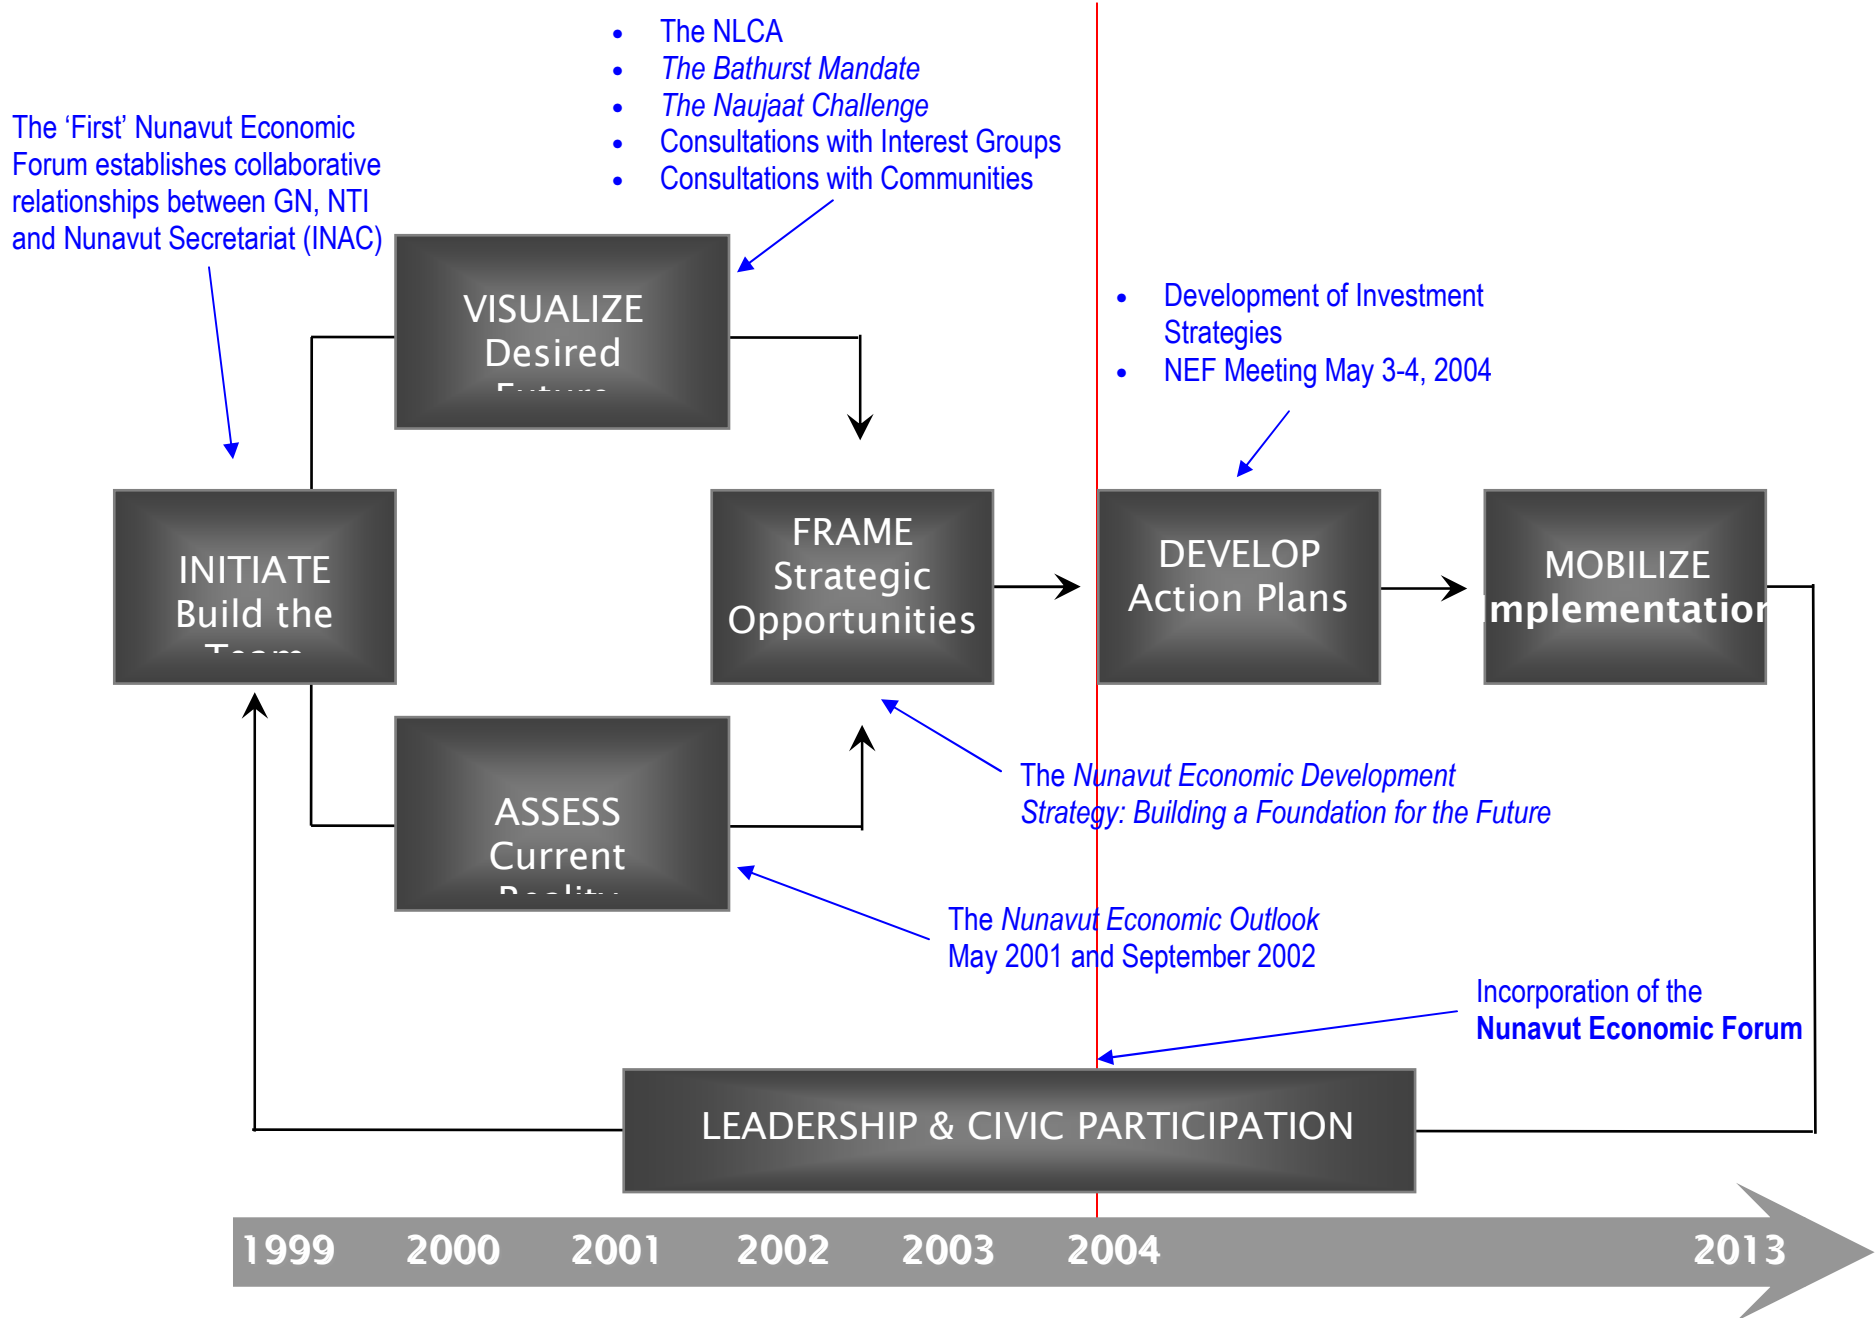 • The NLCA
• The Bathurst Mandate
• The Naujaat Challenge
• Consultations with Interest Groups
• Consultations with Communities
The ‘First’ Nunavut Economic
Forum establishes collaborative
relationships between GN, NTI
and Nunavut Secretariat (INAC)
VISUALIZE
Desired
Future
• Development of Investment
Strategies
• NEF Meeting May 3-4, 2004
INITIATE
Build the
Team
FRAME
Strategic
Opportunities
DEVELOP
Action Plans
MOBILIZE
Implementation
ASSESS
Current
Reality
The Nunavut Economic Development
Strategy: Building a Foundation for the Future
The Nunavut Economic Outlook
May 2001 and September 2002
Incorporation of the
Nunavut Economic Forum
LEADERSHIP & CIVIC PARTICIPATION
1999 2000 2001 2002 2003 2004 2013